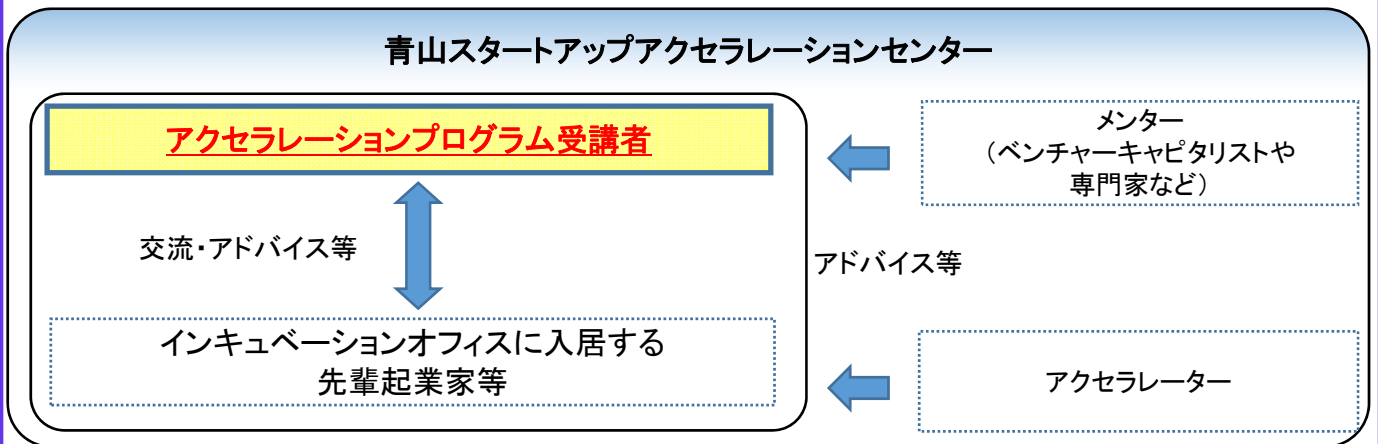 青山スタートアップアクセラレーションセンター
アクセラレーションプログラム受講者
メンター
（ベンチャーキャピタリストや
専門家など）
交流・アドバイス等
アドバイス等
インキュベーションオフィスに入居する
先輩起業家等
アクセラレーター